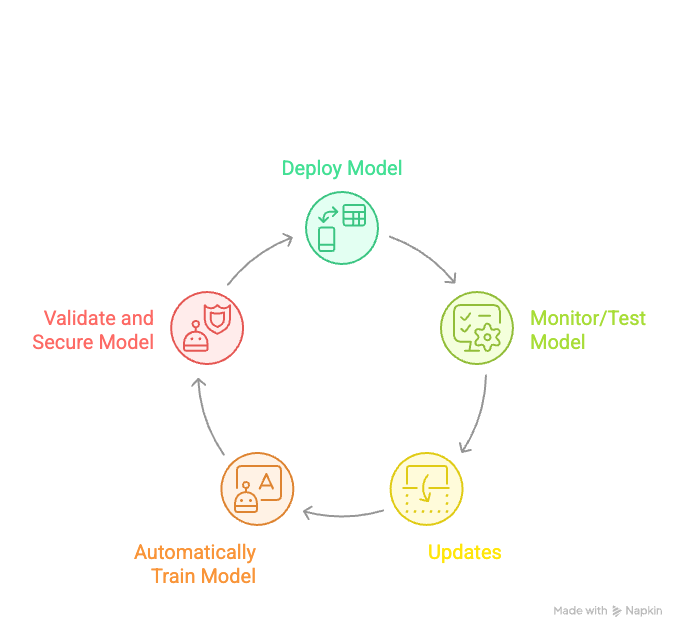 Deploy Model
Validate and
Secure Model
Monitor/Test
Model
Automatically
Train Model
Updates
Made with Napkin